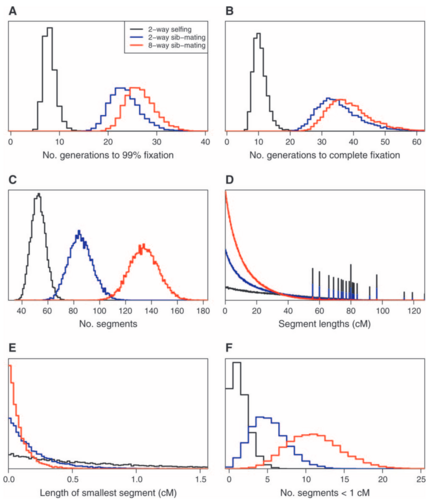 A
2-way selfing
2-way sib-mating
8-way sib-mating
0 10 20 30 40
No. generations to 99% fixation
B
0 10 20 30 40 50 60
No. generations to complete fixation
C
40 60 80 100 120 140 160 180
No. segments
D
0 20 40 60 80 100 120
Segment lengths (cM)
E
0.0 0.5 1.0 1.5
Length of smallest segment (cM)
F
0 5 10 15 20 25
No. segments < 1 cM